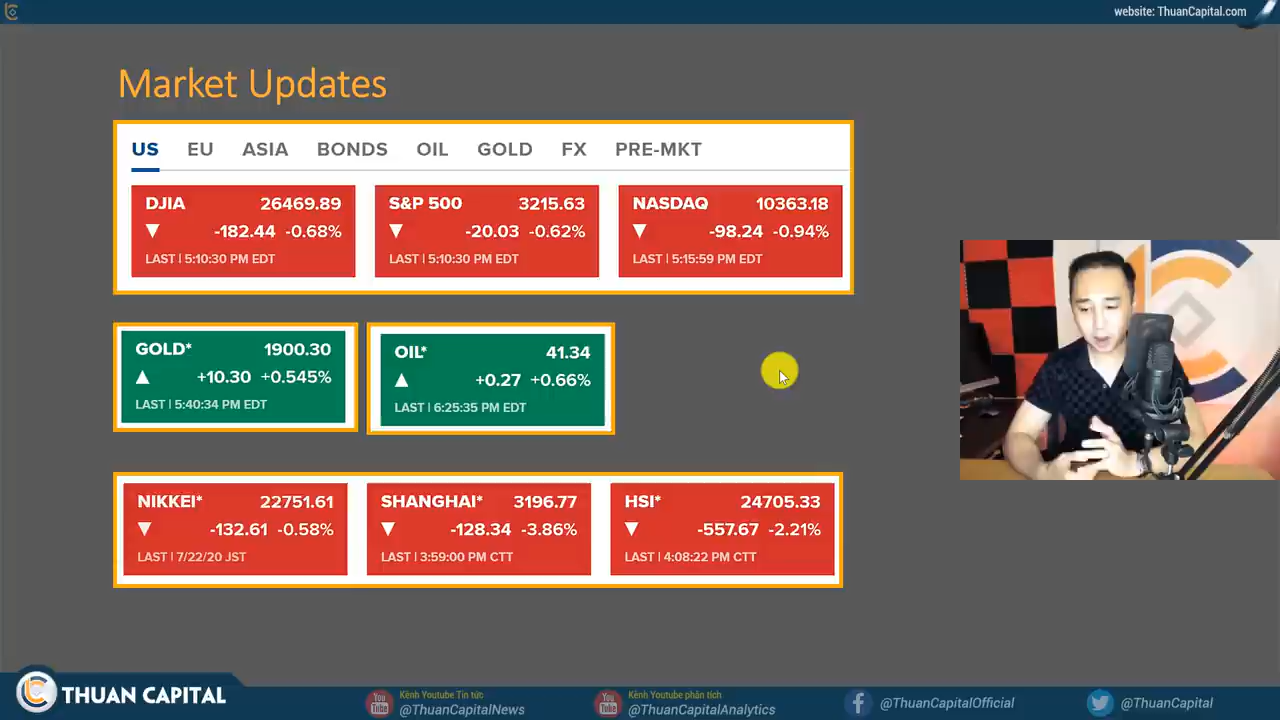 website: ThuanCapital.com
Market Updates
US EU ASIA BONDS OIL GOLD FX PRE-MKT
DJIA 26469.89
▼ -182.44 -0.68%
LAST | 5:10:30 PM EDT
S&P 500 3215.63
▼ -20.03 -0.62%
LAST | 5:10:30 PM EDT
NASDAQ 10363.18
▼ -98.24 -0.94%
LAST | 5:15:59 PM EDT
GOLD* 1900.30
▲ +10.30 +0.545%
LAST | 5:40:34 PM EDT
OIL* 41.34
▲ +0.27 +0.66%
LAST | 6:25:35 PM EDT
NIKKEI* 22751.61
▼ -132.61 -0.58%
LAST | 7/22/20 JST
SHANGHAI* 3196.77
▼ -128.34 -3.86%
LAST | 3:59:00 PM CTT
HSI* 24705.33
▼ -557.67 -2.21%
LAST | 4:08:22 PM CTT
THUAN CAPITAL
You Tube
Kênh Youtube Tin tức
@ThuanCapitalNews
You Tube
Kênh Youtube phân tích
@ThuanCapitalAnalytics
@ThuanCapitalOfficial
@ThuanCapital